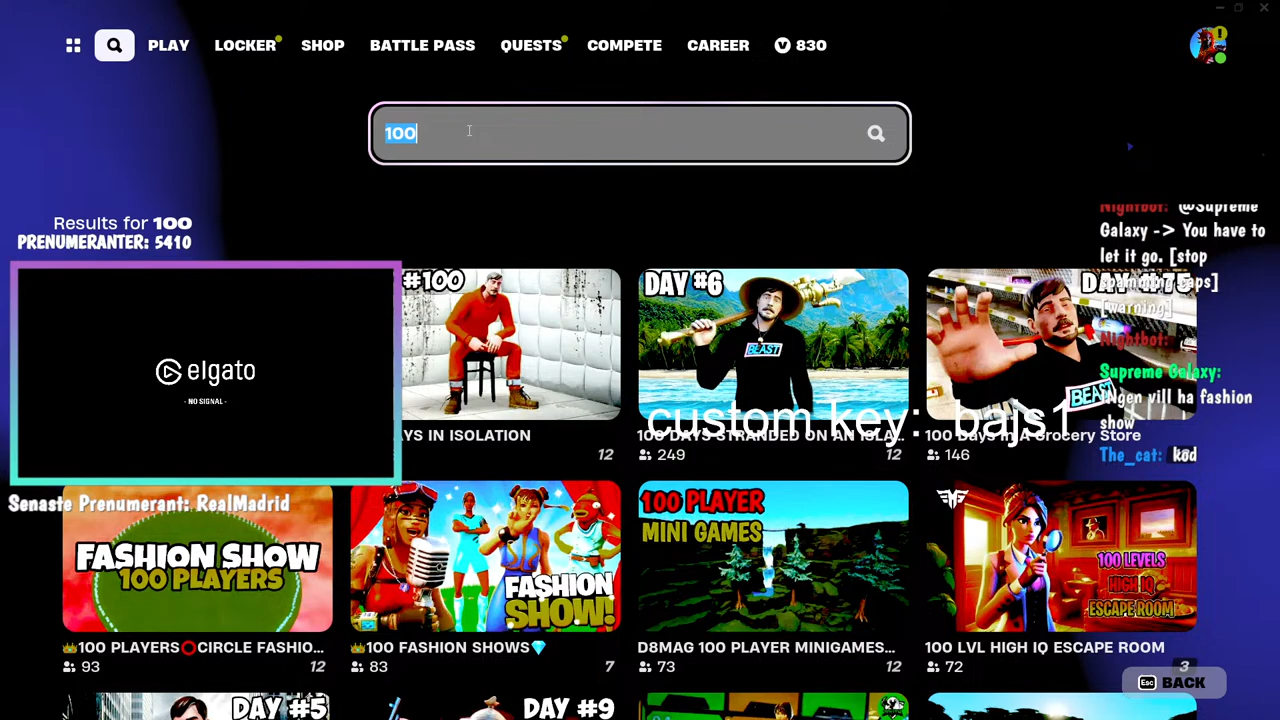 PLAY LOCKER SHOP BATTLE PASS QUESTS COMPETE CAREER V 830
100
Results for 100
PRENUMERANTER: 5410
elgato
- NO SIGNAL -
Senaste Prenumerant: RealMadrid
#100
AYS IN ISOLATION
12
DAY #6
BEAST
100 DAYS STRANDED ON AN ISLA...
249
12
BEAST
100 Days In A Grocery Store
146
custom key: bajs1
Nightbot: @Supreme
Galaxy -> You have to
let it go. [stop
spamming caps]
[warning]
Nightbot:
Supreme Galaxy:
Ngen vill ha fashion
show
The_cat: kod
FASHION SHOW
100 PLAYERS
100 PLAYERS CIRCLE FASHIO...
93
12
FASHION
SHOW!
100 FASHION SHOWS
83
7
100 PLAYER
MINI GAMES
D8MAG 100 PLAYER MINIGAMES...
73
12
100 LEVELS
HIGH IQ
ESCAPE ROOM
100 LVL HIGH IQ ESCAPE ROOM
72
3
Esc BACK
DAY #5
DAY #9